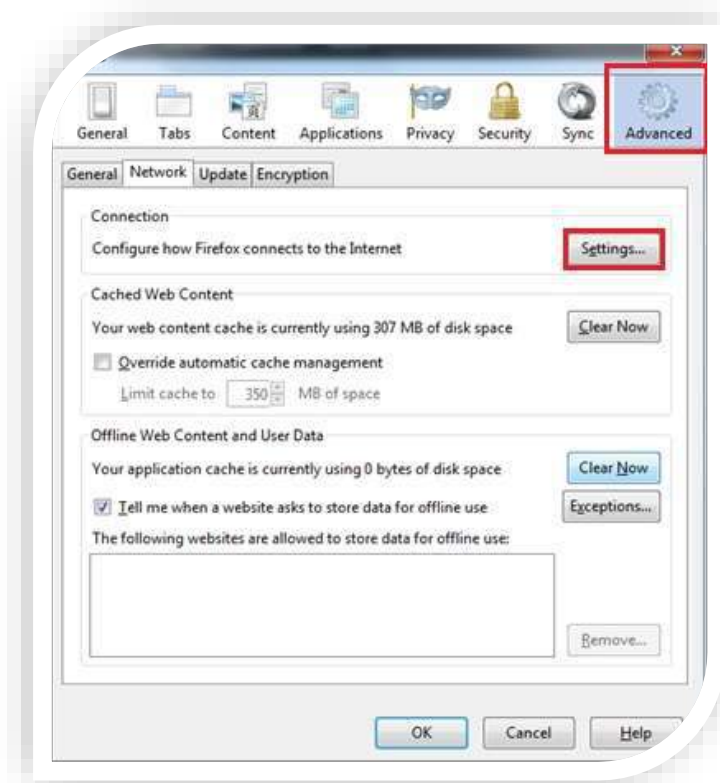 General Tabs Content Applications Privacy Security Sync Advanced
General Network Update Encryption
Connection
Configure how Firefox connects to the Internet Settings...
Cached Web Content
Your web content cache is currently using 307 MB of disk space Clear Now
Override automatic cache management
Limit cache to 350 MB of space
Offline Web Content and User Data
Your application cache is currently using 0 bytes of disk space Clear Now
Tell me when a website asks to store data for offline use Exceptions...
The following websites are allowed to store data for offline use:
Remove...
OK Cancel Help